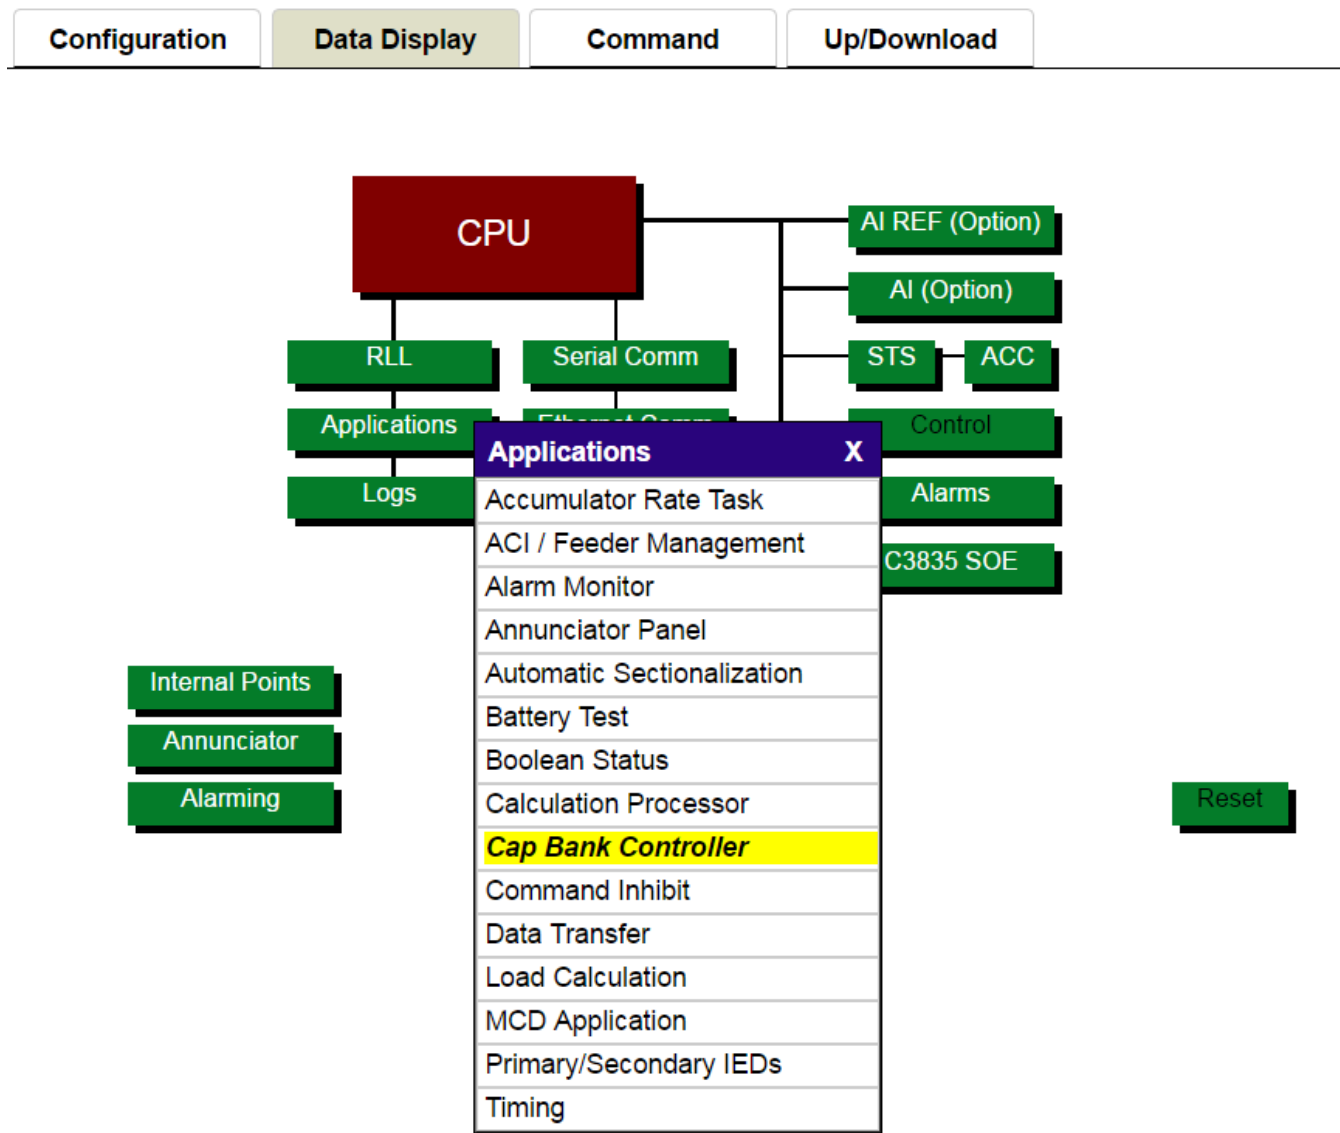 Configuration
Data Display
Command
Up/Download
CPU
AI REF (Option)
AI (Option)
RLL
Serial Comm
STS
ACC
Applications
Ethernet Comm
Control
Logs
Alarms
C3835 SOE
Applications X
Accumulator Rate Task
ACI / Feeder Management
Alarm Monitor
Annunciator Panel
Automatic Sectionalization
Battery Test
Boolean Status
Calculation Processor
Cap Bank Controller
Command Inhibit
Data Transfer
Load Calculation
MCD Application
Primary/Secondary IEDs
Timing
Internal Points
Annunciator
Alarming
Reset